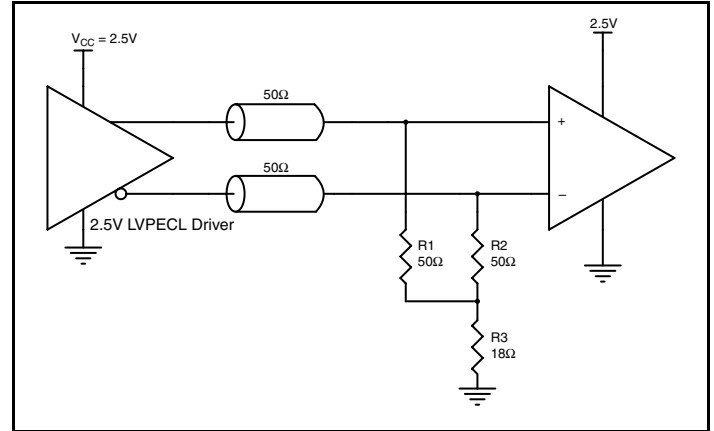 V_CC = 2.5V
2.5V
50Ω
50Ω
+
−
2.5V LVPECL Driver
R1
50Ω
R2
50Ω
R3
18Ω